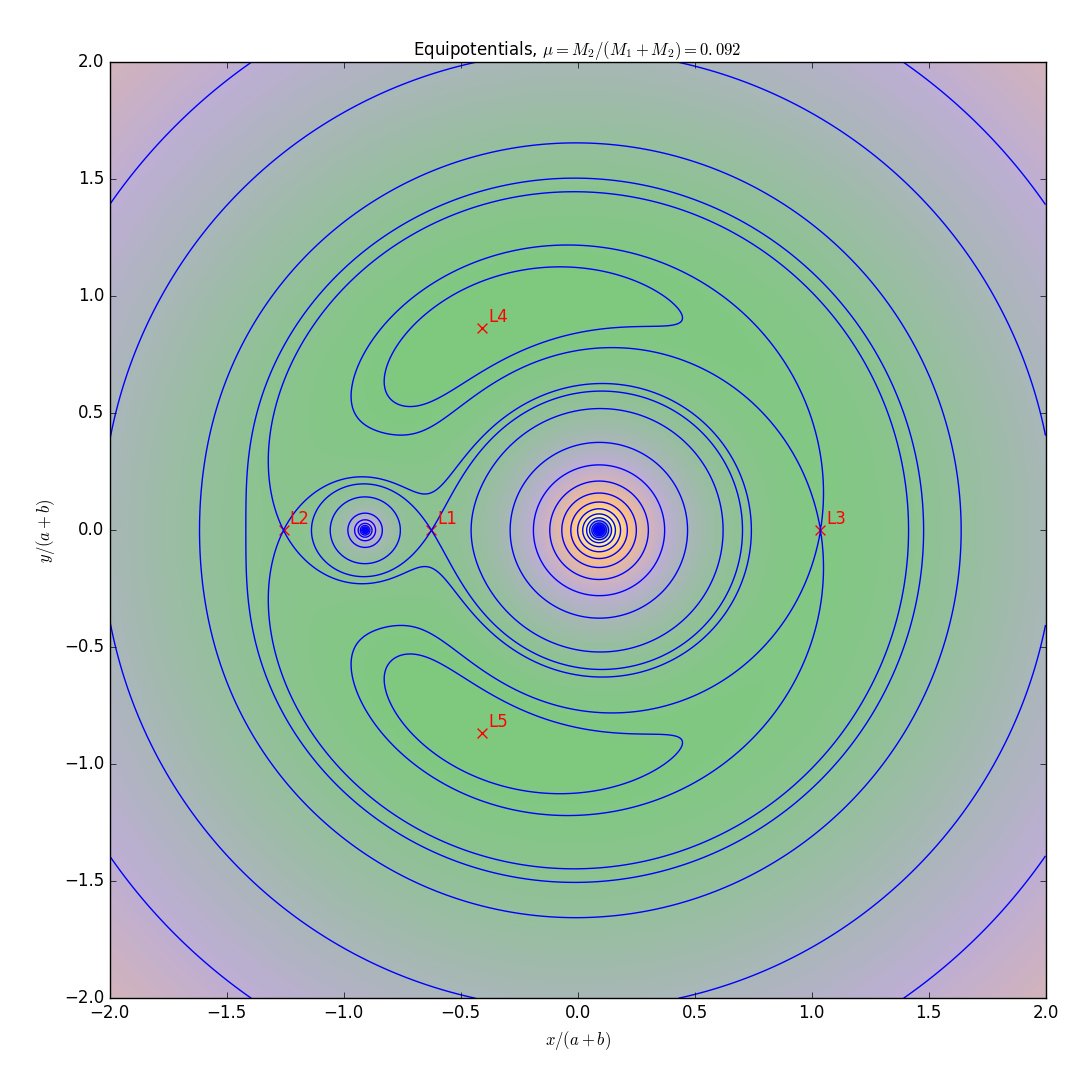 Equipotentials, μ = M₂/(M₁ + M₂) = 0.092
2.0
1.5
1.0
L4
0.5
y/(a + b)
0.0
L2
L1
L3
−0.5
L5
−1.0
−1.5
−2.0
−2.0 −1.5 −1.0 −0.5 0.0 0.5 1.0 1.5 2.0
x/(a + b)